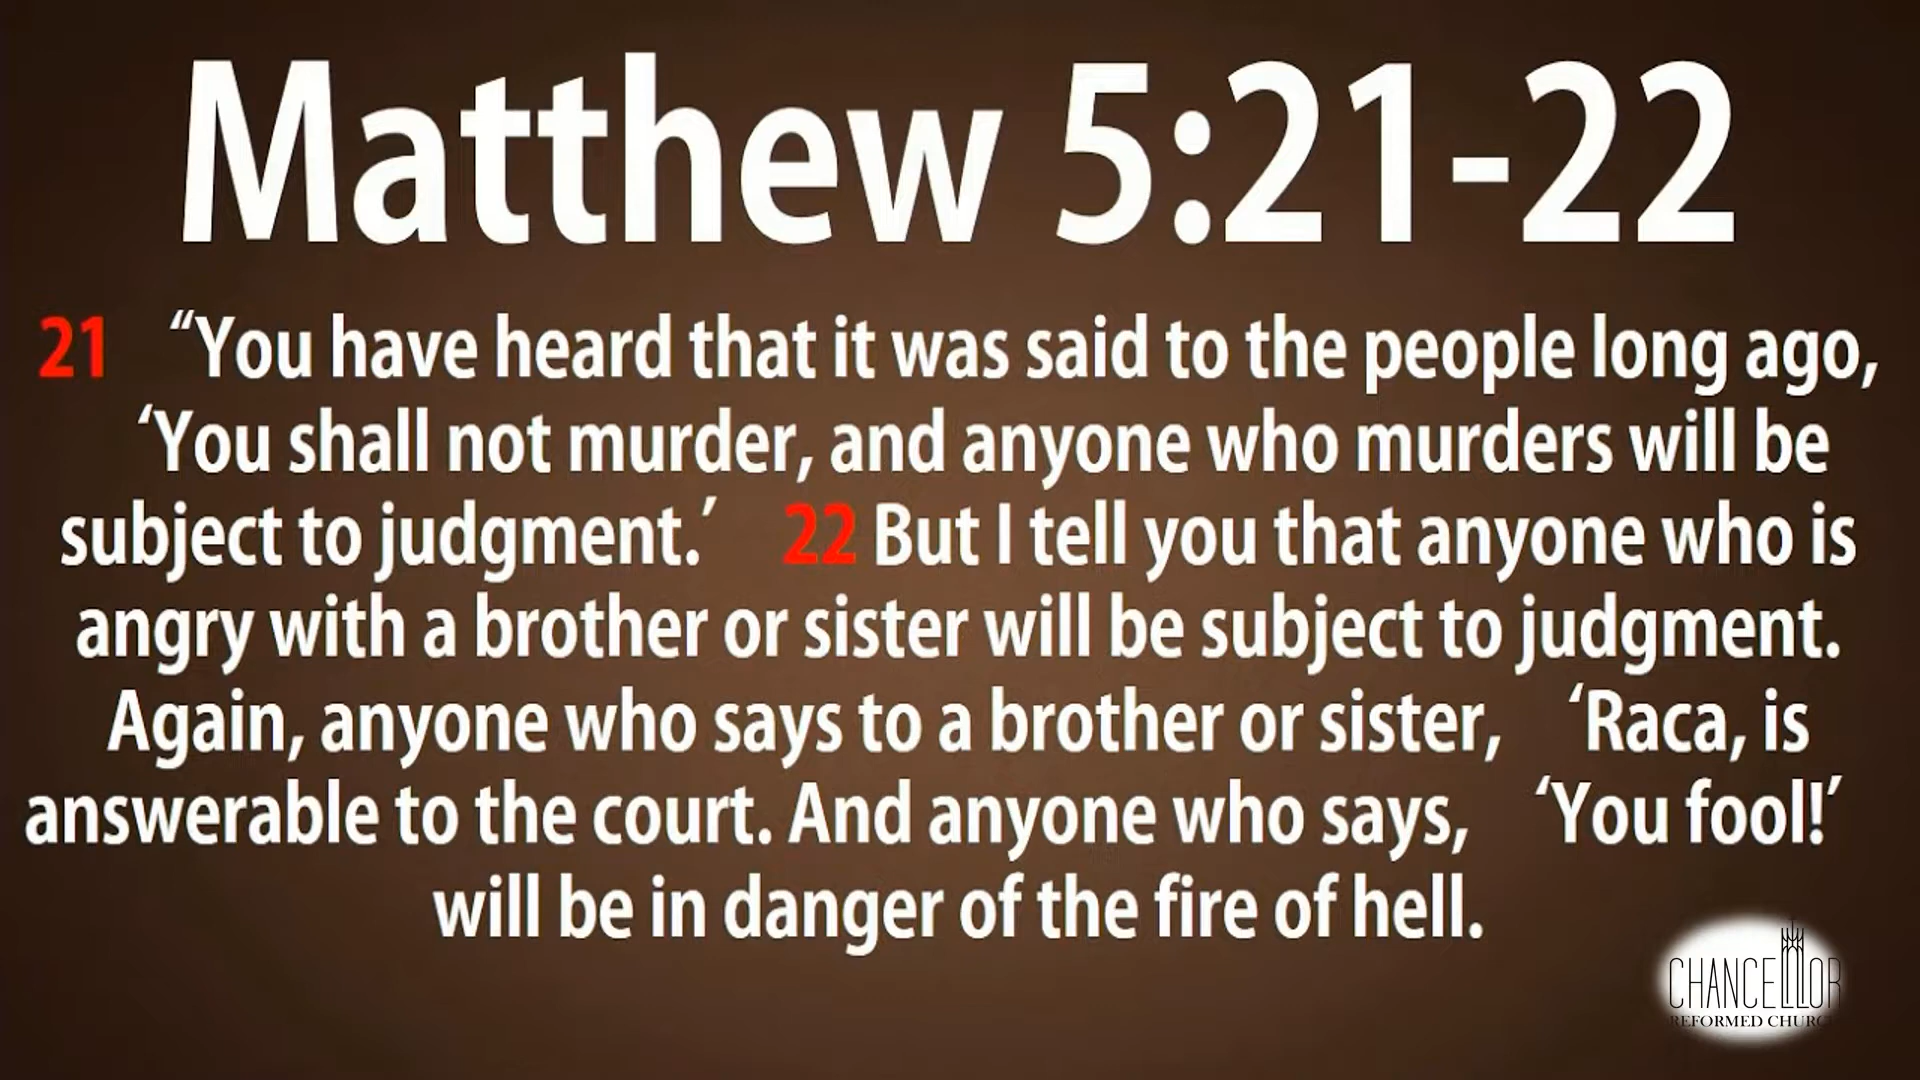 Matthew 5:21-22
21 “You have heard that it was said to the people long ago,
‘You shall not murder, and anyone who murders will be
subject to judgment.’ 22 But I tell you that anyone who is
angry with a brother or sister will be subject to judgment.
Again, anyone who says to a brother or sister, ‘Raca, is
answerable to the court. And anyone who says, ‘You fool!’
will be in danger of the fire of hell.
CHANCELLOR
REFORMED CHURC